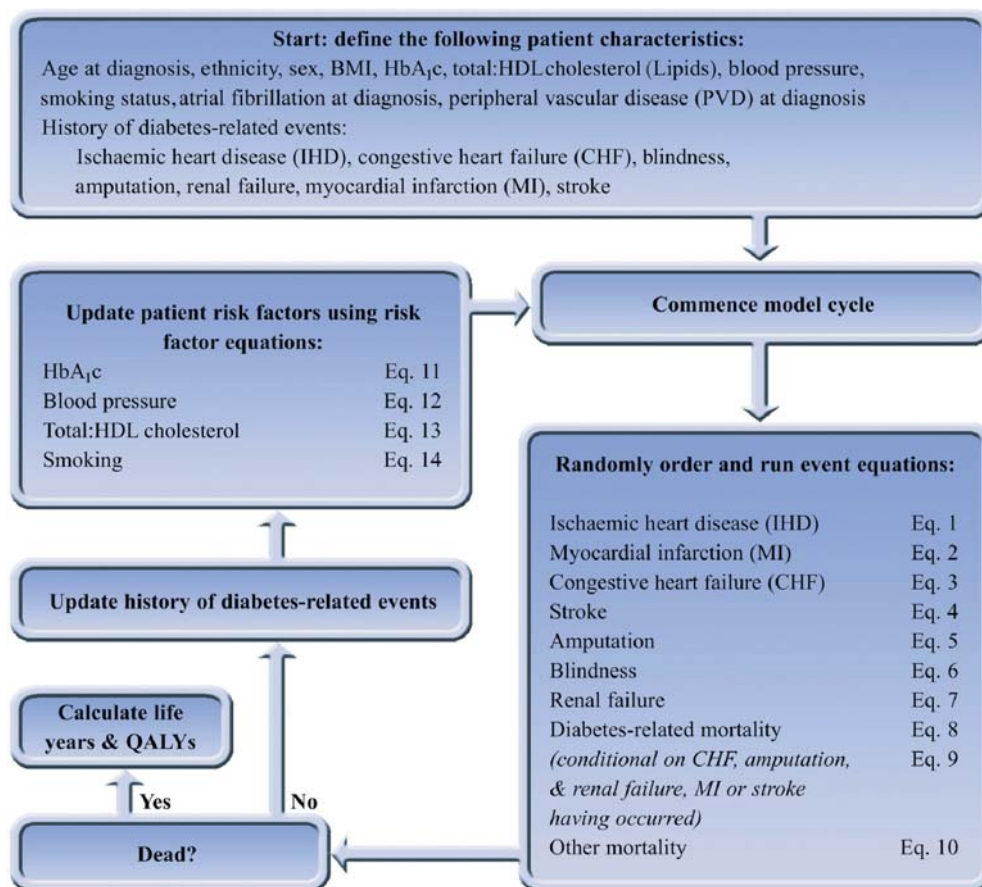 Start: define the following patient characteristics:
Age at diagnosis, ethnicity, sex, BMI, HbA₁c, total:HDL cholesterol (Lipids), blood pressure,
smoking status, atrial fibrillation at diagnosis, peripheral vascular disease (PVD) at diagnosis
History of diabetes-related events:
Ischaemic heart disease (IHD), congestive heart failure (CHF), blindness,
amputation, renal failure, myocardial infarction (MI), stroke
Commence model cycle
Update patient risk factors using risk
factor equations:
HbA₁c Eq. 11
Blood pressure Eq. 12
Total:HDL cholesterol Eq. 13
Smoking Eq. 14
Randomly order and run event equations:
Ischaemic heart disease (IHD) Eq. 1
Myocardial infarction (MI) Eq. 2
Congestive heart failure (CHF) Eq. 3
Stroke Eq. 4
Amputation Eq. 5
Blindness Eq. 6
Renal failure Eq. 7
Diabetes-related mortality Eq. 8
(conditional on CHF, amputation, Eq. 9
& renal failure, MI or stroke
having occurred)
Other mortality Eq. 10
Update history of diabetes-related events
Calculate life
years & QALYs
Yes No
Dead?